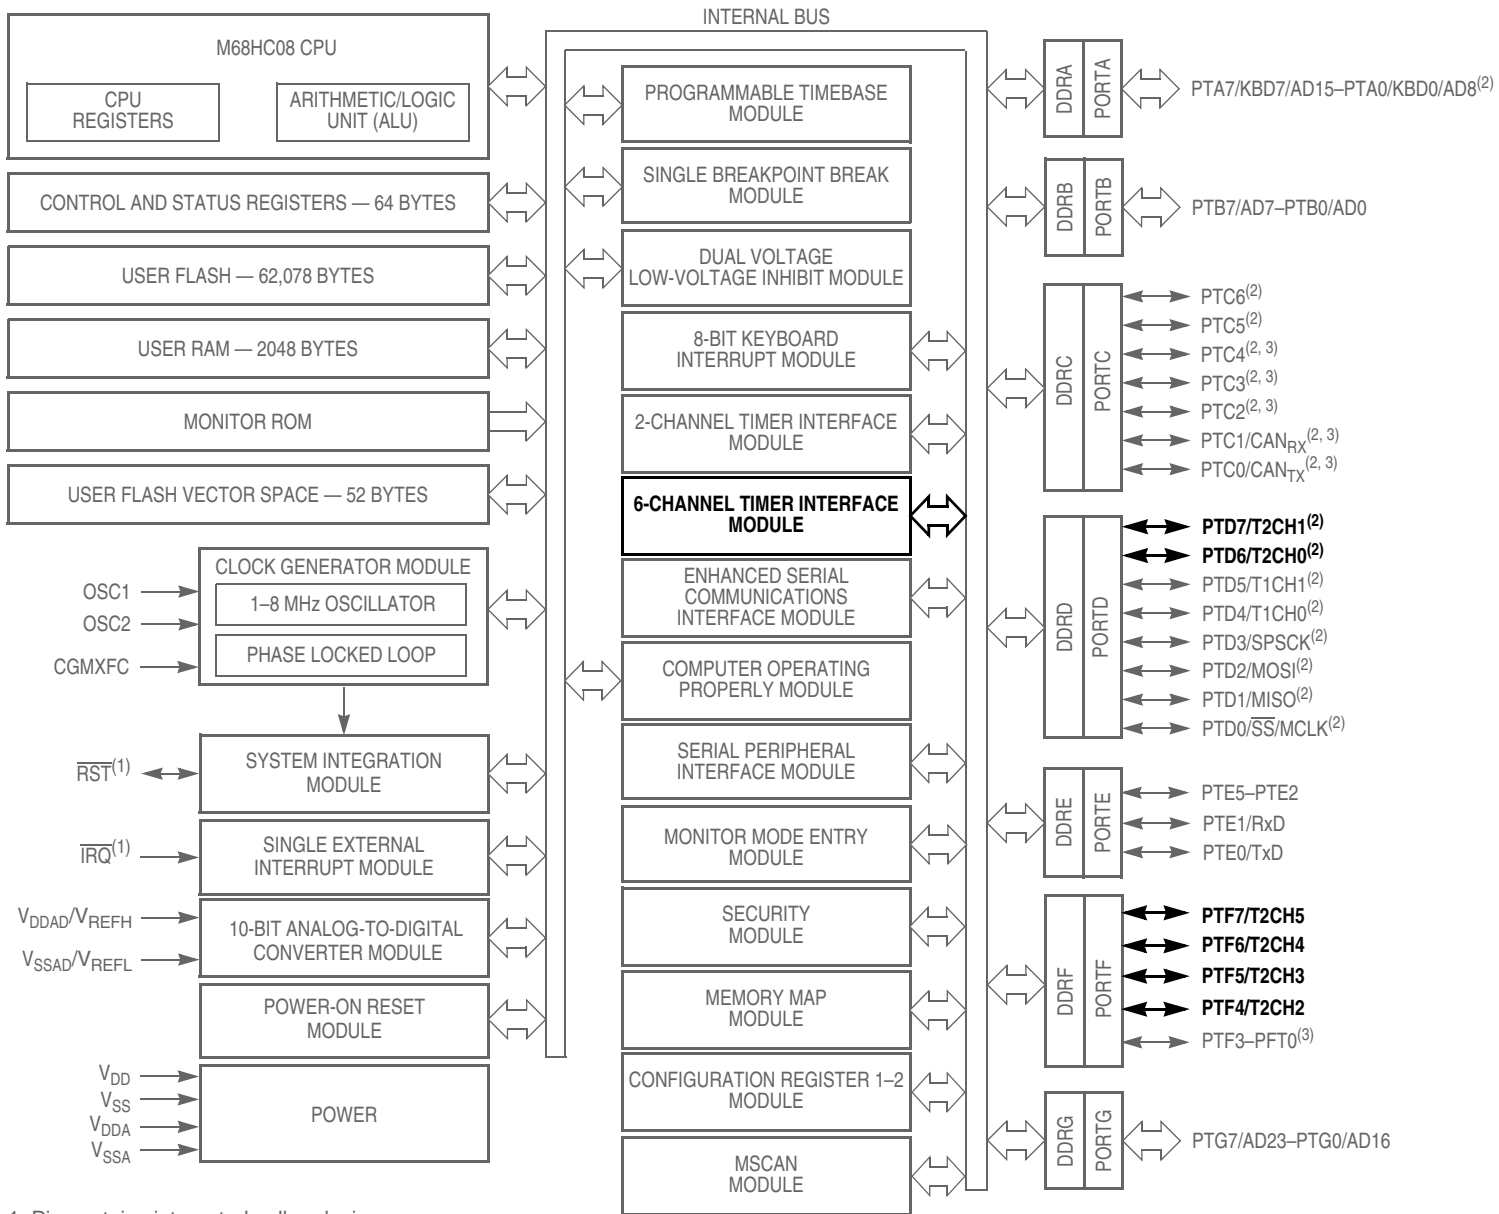 INTERNAL BUS
M68HC08 CPU
CPU
REGISTERS
ARITHMETIC/LOGIC
UNIT (ALU)
CONTROL AND STATUS REGISTERS — 64 BYTES
USER FLASH — 62,078 BYTES
USER RAM — 2048 BYTES
MONITOR ROM
USER FLASH VECTOR SPACE — 52 BYTES
OSC1
OSC2
CGMXFC
CLOCK GENERATOR MODULE
1–8 MHz OSCILLATOR
PHASE LOCKED LOOP
RST(1)
SYSTEM INTEGRATION
MODULE
IRQ(1)
SINGLE EXTERNAL
INTERRUPT MODULE
VDDAD/VREFH
VSSAD/VREFL
10-BIT ANALOG-TO-DIGITAL
CONVERTER MODULE
POWER-ON RESET
MODULE
VDD
VSS
VDDA
VSSA
POWER
PROGRAMMABLE TIMEBASE
MODULE
SINGLE BREAKPOINT BREAK
MODULE
DUAL VOLTAGE
LOW-VOLTAGE INHIBIT MODULE
8-BIT KEYBOARD
INTERRUPT MODULE
2-CHANNEL TIMER INTERFACE
MODULE
6-CHANNEL TIMER INTERFACE
MODULE
ENHANCED SERIAL
COMMUNICATIONS
INTERFACE MODULE
COMPUTER OPERATING
PROPERLY MODULE
SERIAL PERIPHERAL
INTERFACE MODULE
MONITOR MODE ENTRY
MODULE
SECURITY
MODULE
MEMORY MAP
MODULE
CONFIGURATION REGISTER 1–2
MODULE
MSCAN
MODULE
DDRA
PORTA
PTA7/KBD7/AD15–PTA0/KBD0/AD8(2)
DDRB
PORTB
PTB7/AD7–PTB0/AD0
DDRC
PORTC
PTC6(2)
PTC5(2)
PTC4(2, 3)
PTC3(2, 3)
PTC2(2, 3)
PTC1/CANRX(2, 3)
PTC0/CANTX(2, 3)
DDRD
PORTD
PTD7/T2CH1(2)
PTD6/T2CH0(2)
PTD5/T1CH1(2)
PTD4/T1CH0(2)
PTD3/SPSCK(2)
PTD2/MOSI(2)
PTD1/MISO(2)
PTD0/SS/MCLK(2)
DDRE
PORTE
PTE5–PTE2
PTE1/RxD
PTE0/TxD
DDRF
PORTF
PTF7/T2CH5
PTF6/T2CH4
PTF5/T2CH3
PTF4/T2CH2
PTF3–PFT0(3)
DDRG
PORTG
PTG7/AD23–PTG0/AD16